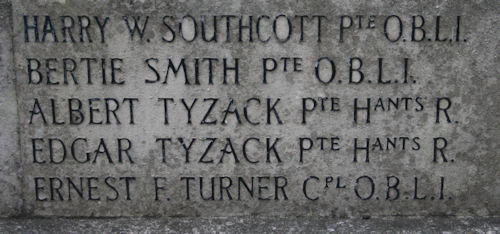 HARRY W. SOUTHCOTT PTE O.B.L.I.
BERTIE SMITH PTE O.B.L.I.
ALBERT TYZACK PTE HANTS R.
EDGAR TYZACK PTE HANTS R.
ERNEST F. TURNER CPL O.B.L.I.